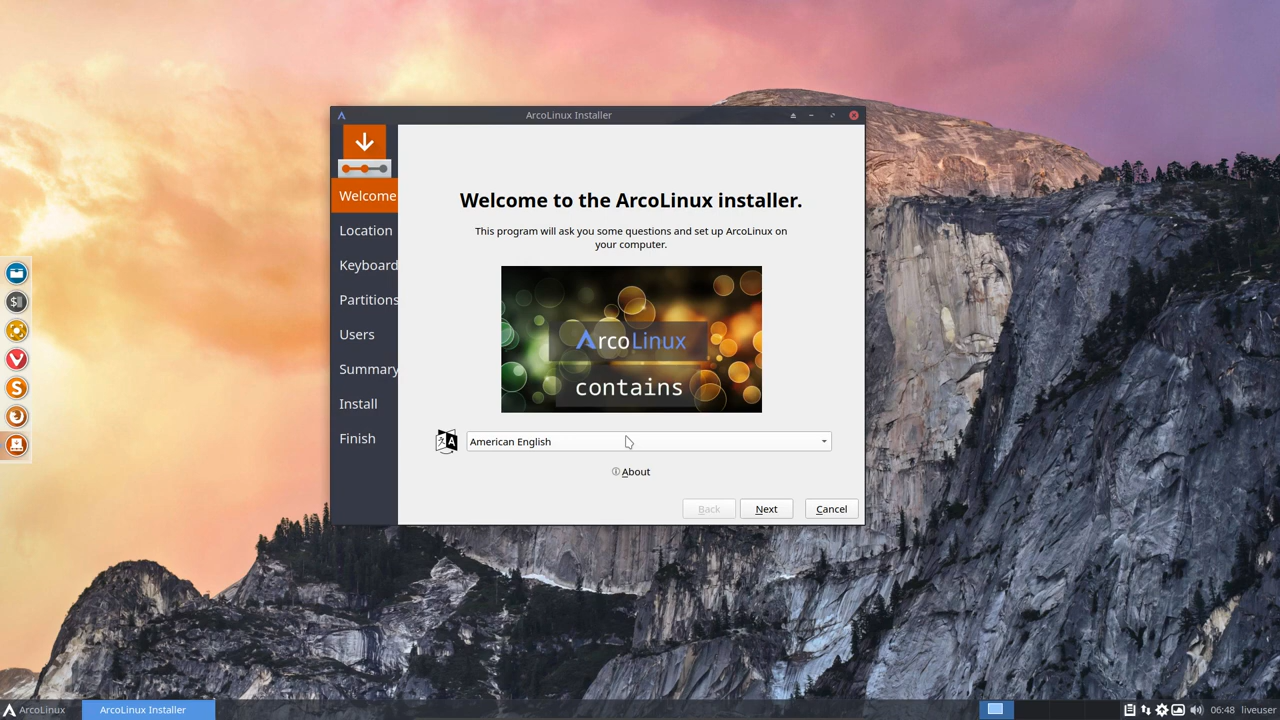 ArcoLinux Installer
Welcome
Location
Keyboard
Partitions
Users
Summary
Install
Finish
Welcome to the ArcoLinux installer.
This program will ask you some questions and set up ArcoLinux on
your computer.
ArcoLinux
contains
American English
About
Back
Next
Cancel
ArcoLinux
ArcoLinux Installer
06:48
liveuser